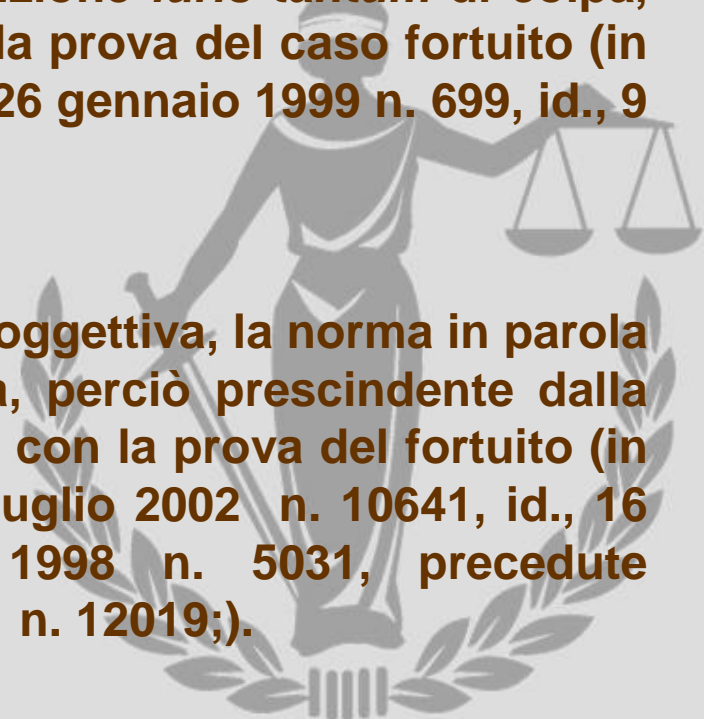 la prova del caso fortuito (in
26 gennaio 1999 n. 699, id., 9
oggettiva, la norma in parola
perciò prescindente dalla
con la prova del fortuito (in
2002 n. 10641, id., 16
1998 n. 5031, precedute
n. 12019;).